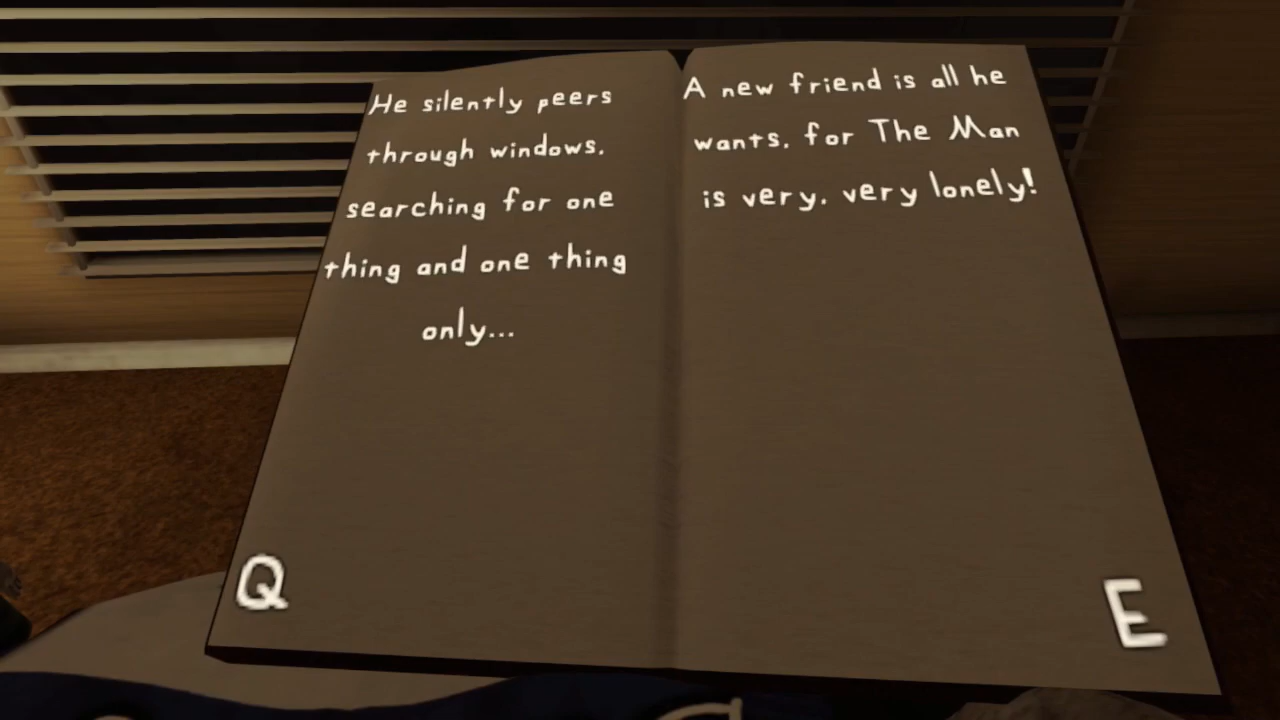 He silently peers
through windows.
searching for one
thing and one thing
only...
A new friend is all he
wants. for The Man
is very. very lonely!
Q
E